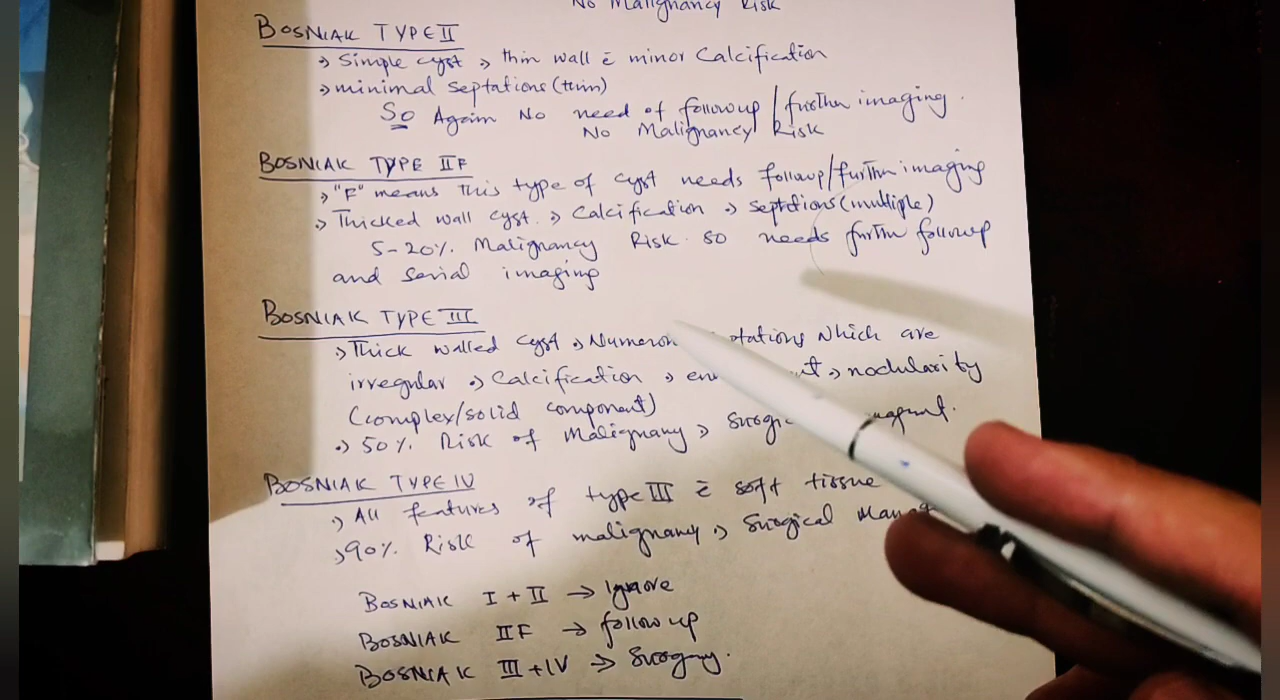 No Malignancy Risk
BOSNIAK TYPE II
→ Simple cyst → thin wall c̄ minor Calcification
→ minimal septations (thin)
So Again No need of followup / further imaging.
No Malignancy Risk
BOSNIAK TYPE IIF
→ "F" means this type of cyst needs followup/further imaging
→ Thicked wall cyst → Calcification → septations (multiple)
5-20% Malignancy Risk so needs further followup
and serial imaging
BOSNIAK TYPE III
→ Thick walled cyst → which are
irregular → Calcification → nodularity
(complex/solid component)
→ 50% Risk of Malignany →
BOSNIAK TYPE IV
→ All features of type III c̄ soft tissue
→ 90% Risk of malignany → Surgical
BOSNIAK I + II → Ignore
BOSNIAK IIF → follow up
BOSNIAK III + IV → Surgery.